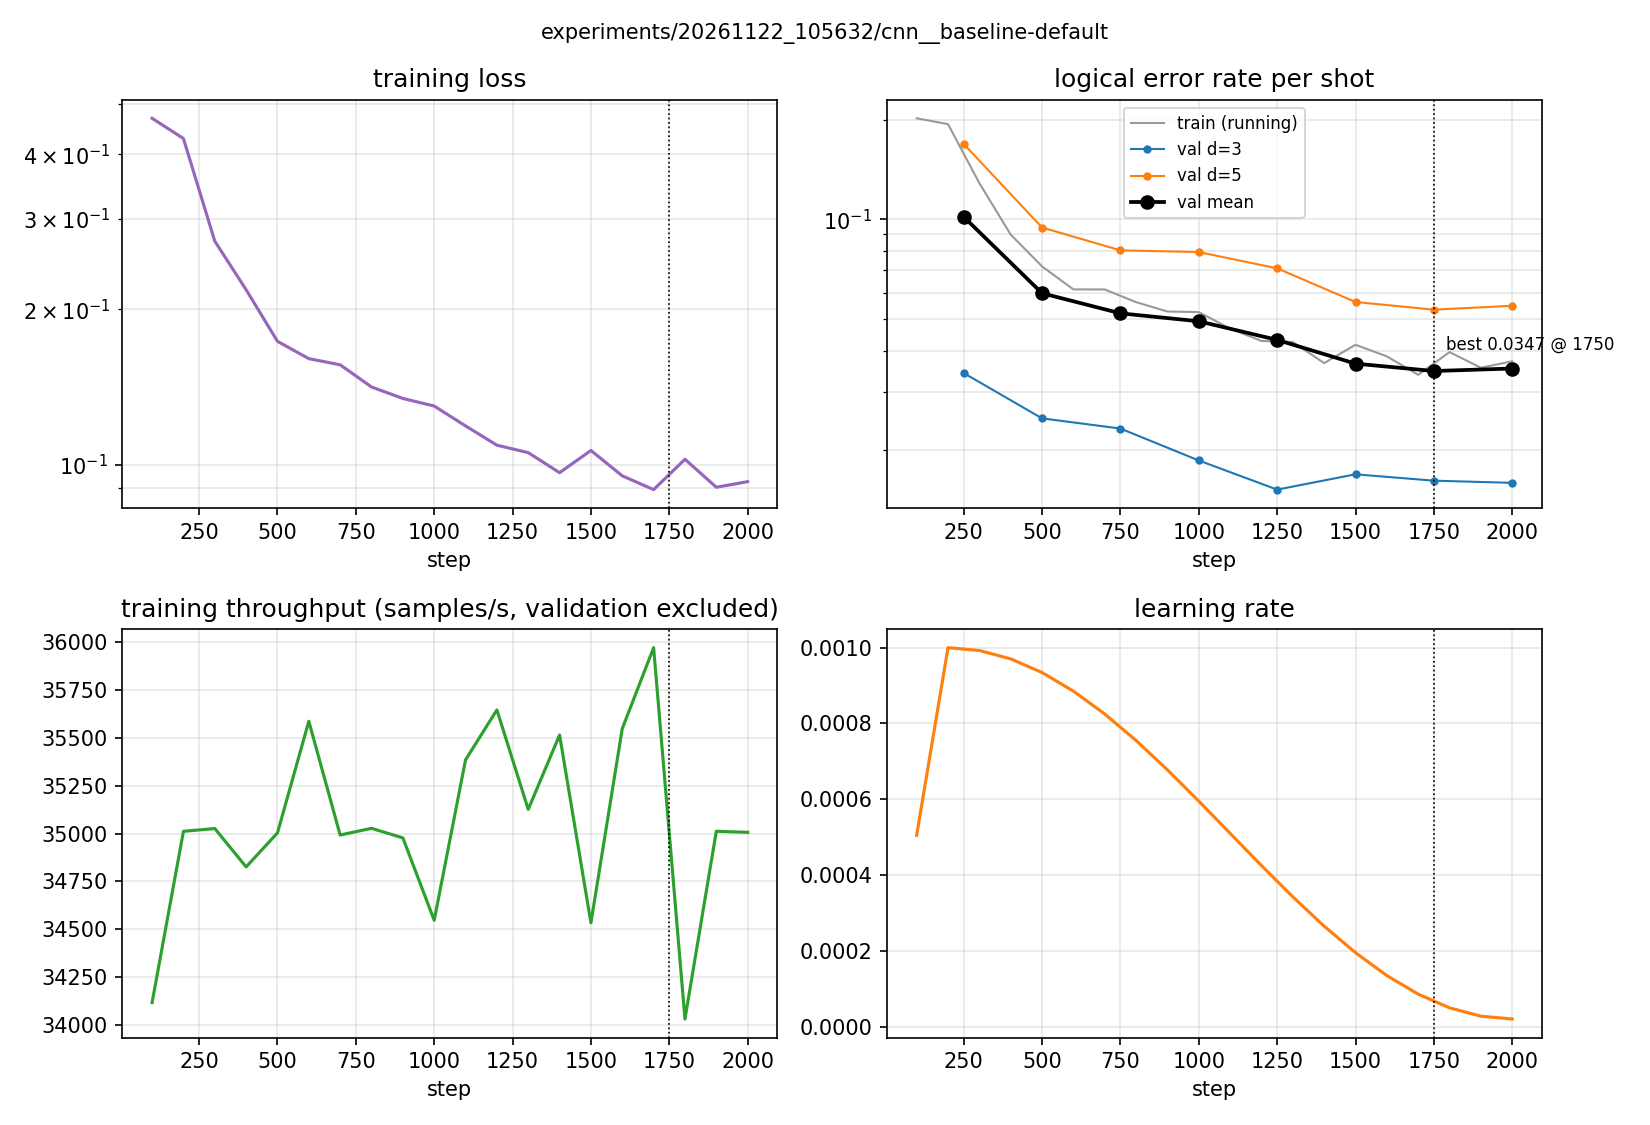 experiments/20261122_105632/cnn__baseline-default
training loss
4 × 10⁻¹
3 × 10⁻¹
2 × 10⁻¹
10⁻¹
250 500 750 1000 1250 1500 1750 2000
step
logical error rate per shot
train (running)
val d=3
val d=5
val mean
10⁻¹
best 0.0347 @ 1750
250 500 750 1000 1250 1500 1750 2000
step
training throughput (samples/s, validation excluded)
36000
35750
35500
35250
35000
34750
34500
34250
34000
250 500 750 1000 1250 1500 1750 2000
step
learning rate
0.0010
0.0008
0.0006
0.0004
0.0002
0.0000
250 500 750 1000 1250 1500 1750 2000
step